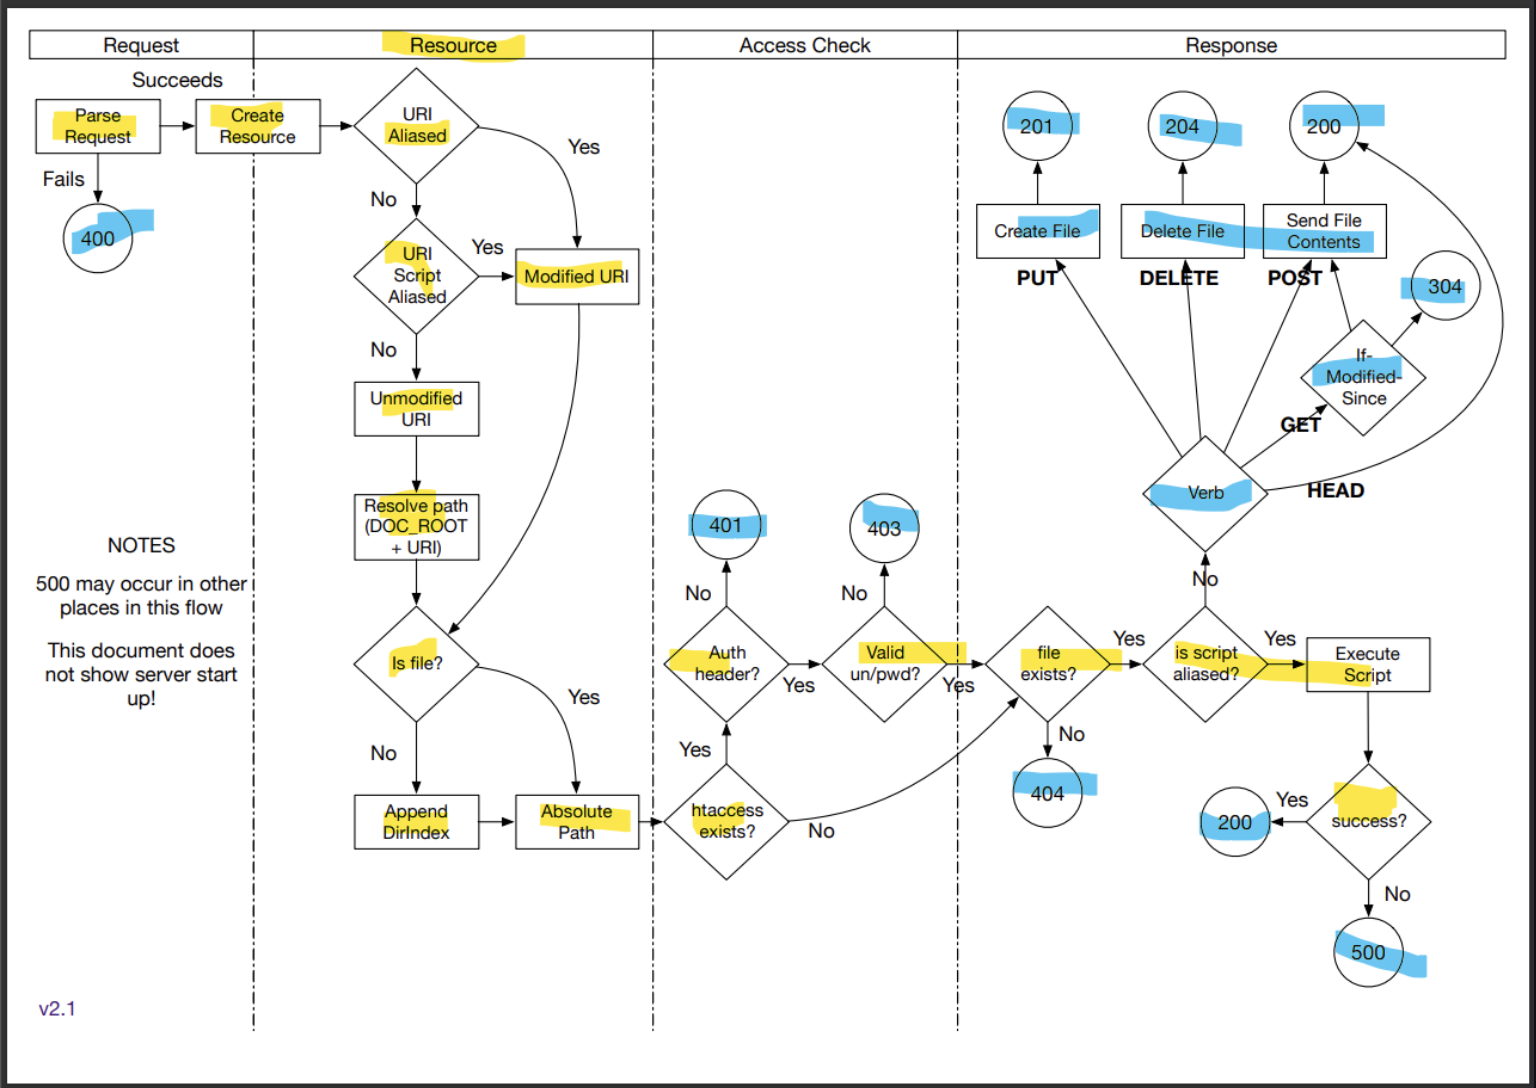 Request
Resource
Access Check
Response
Succeeds
Parse
Request
Create
Resource
Fails
400
URI
Aliased
Yes
No
URI
Script
Aliased
Yes
Modified URI
No
Unmodified
URI
Resolve path
(DOC_ROOT
+ URI)
Is file?
Yes
No
Append
DirIndex
Absolute
Path
NOTES
500 may occur in other
places in this flow
This document does
not show server start
up!
v2.1
401
403
No
No
Auth
header?
Yes
Valid
un/pwd?
Yes
Yes
htaccess
exists?
No
201
204
200
Create File
Delete File
Send File
Contents
PUT
DELETE
POST
304
If-
Modified-
Since
GET
Verb
HEAD
No
file
exists?
Yes
is script
aliased?
Yes
Execute
Script
No
404
200
Yes
success?
No
500